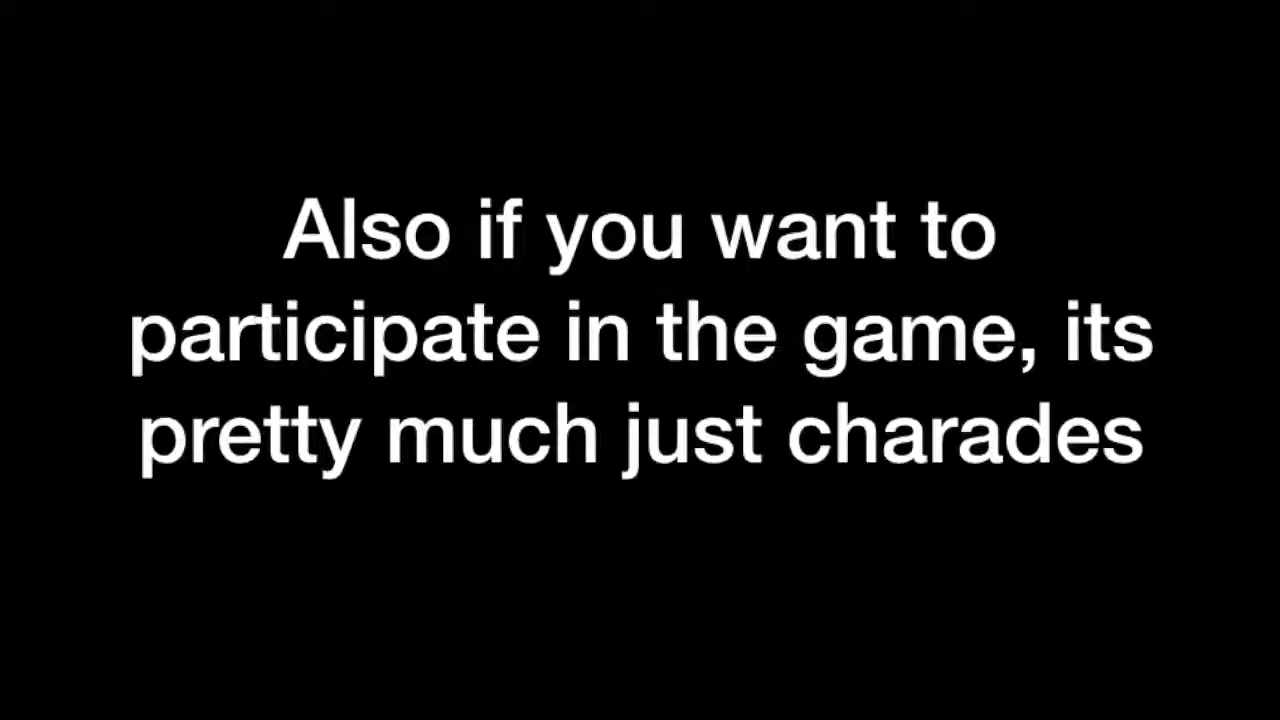 Also if you want to
participate in the game, its
pretty much just charades